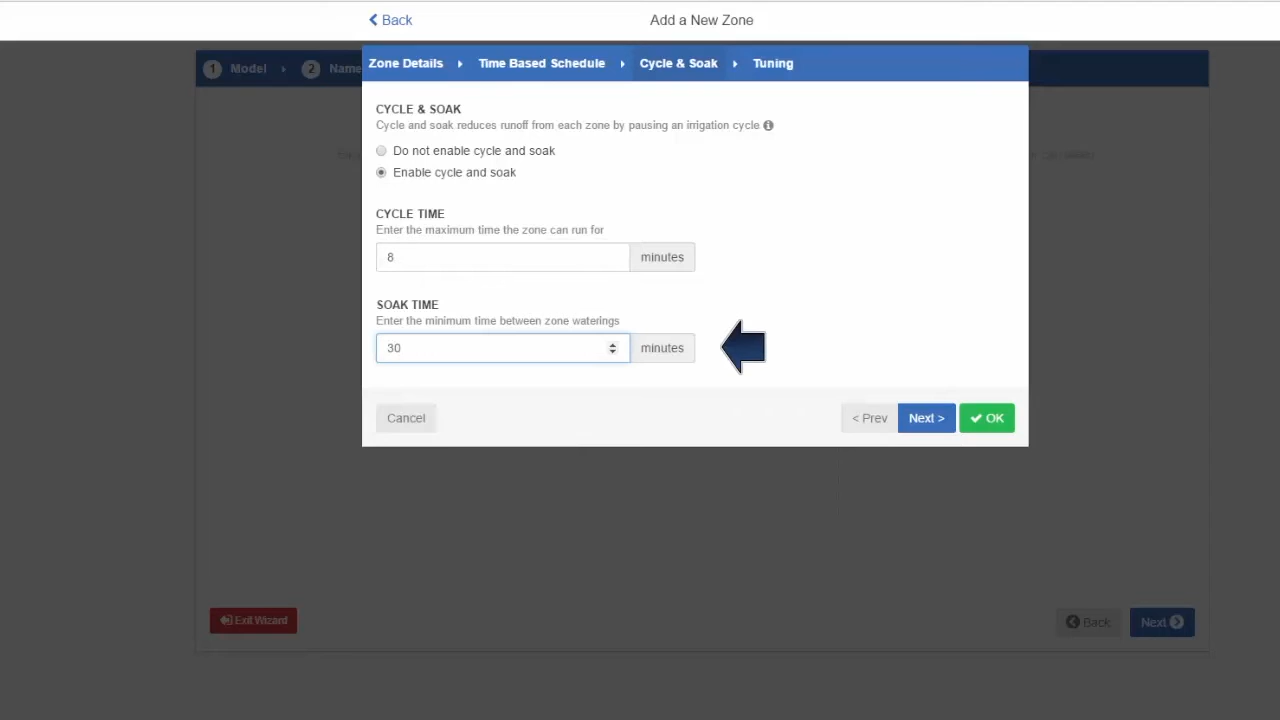 Back
Add a New Zone
1 Model
2 Name
Zone Details
Time Based Schedule
Cycle & Soak
Tuning
CYCLE & SOAK
Cycle and soak reduces runoff from each zone by pausing an irrigation cycle
Do not enable cycle and soak
Enable cycle and soak
CYCLE TIME
Enter the maximum time the zone can run for
8 minutes
SOAK TIME
Enter the minimum time between zone waterings
30 minutes
Cancel
< Prev
Next >
OK
Exit Wizard
Back
Next